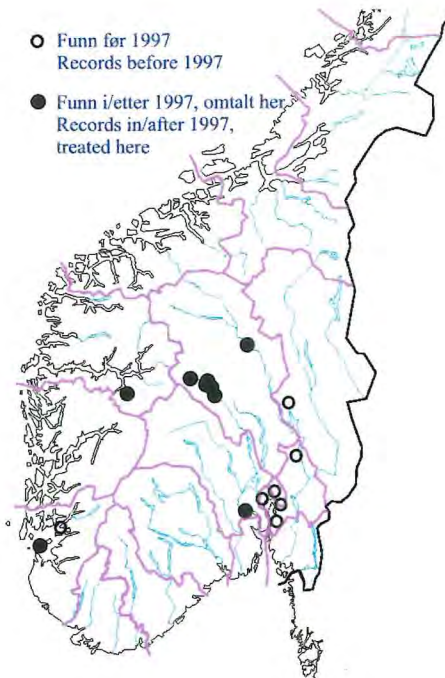 Funn før 1997
Records before 1997
Funn i/etter 1997, omtalt her
Records in/after 1997,
treated here